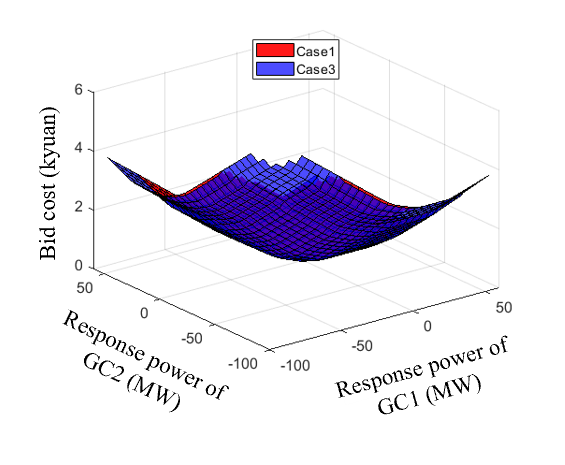 Case1
Case3
Bid cost (kyuan)
6
4
2
0
50
0
-50
-100
Response power of
GC2 (MW)
-100
-50
0
50
Response power of
GC1 (MW)